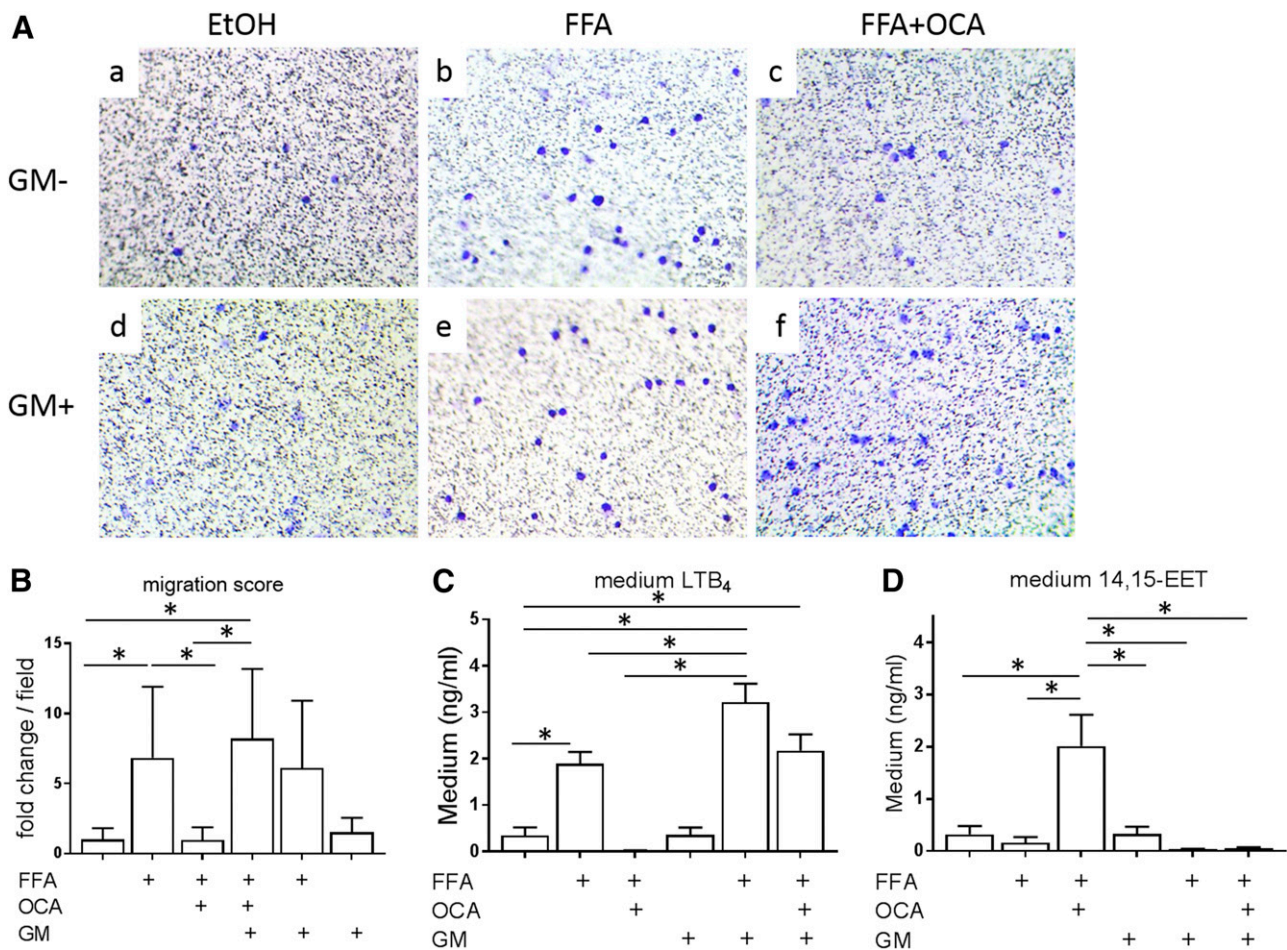 A
EtOH FFA FFA+OCA
a b c
GM-
d e f
GM+
B C D
migration score
medium LTB₄
medium 14,15-EET
* * * *
fold change / field
15
10
5
0
FFA + + + +
OCA + +
GM + + +
* * * * *
Medium (ng/ml)
5
4
3
2
1
0
FFA + + + +
OCA + +
GM + + +
* * * * *
Medium (ng/ml)
4
3
2
1
0
FFA + + + +
OCA + +
GM + + +